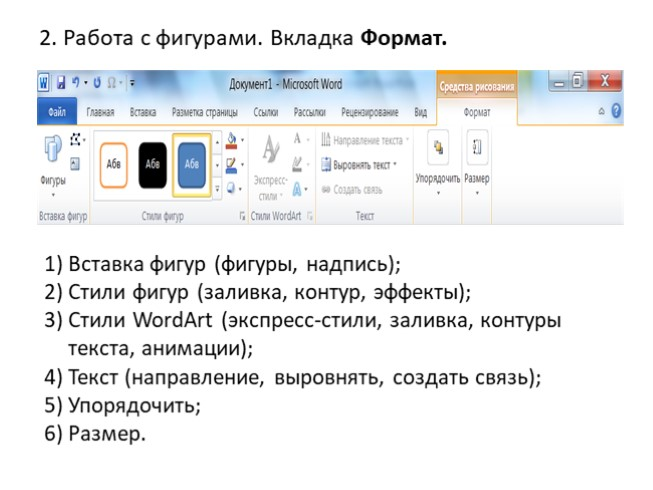 2. Работа с фигурами. Вкладка Формат.
Документ1 - Microsoft Word
Средства рисования
Файл Главная Вставка Разметка страницы Ссылки Рассылки Рецензирование Вид Формат
Фигуры
Абв Абв Абв
Экспресс-
стили
A
Направление текста
Выровнять текст
Создать связь
Упорядочить Размер
Вставка фигур Стили фигур Стили WordArt Текст
1) Вставка фигур (фигуры, надпись);
2) Стили фигур (заливка, контур, эффекты);
3) Стили WordArt (экспресс-стили, заливка, контуры
текста, анимации);
4) Текст (направление, выровнять, создать связь);
5) Упорядочить;
6) Размер.